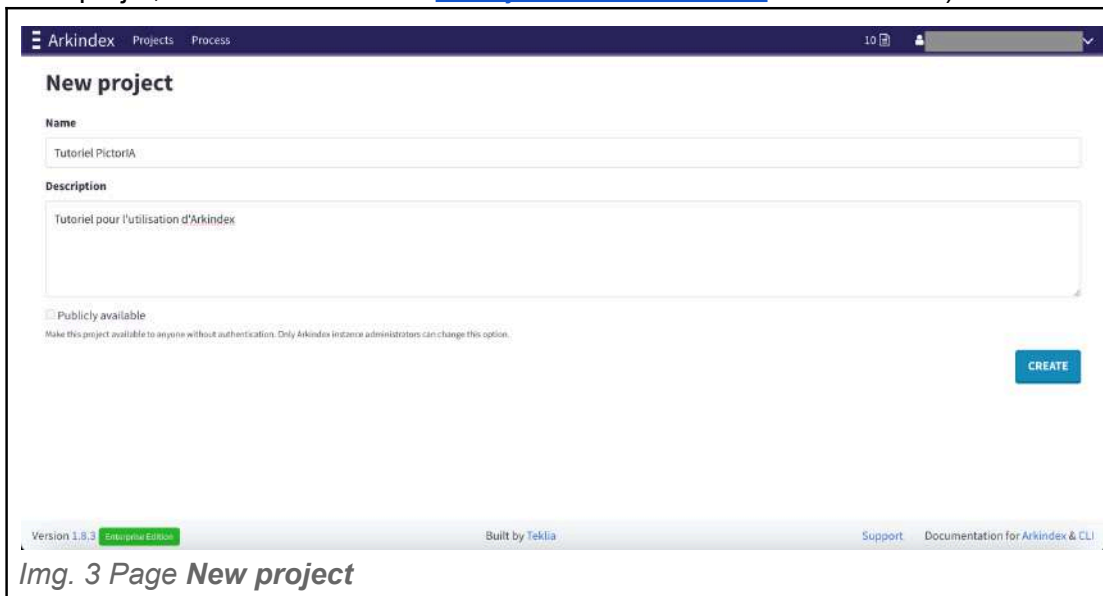 Arkindex Projects Process 10
New project
Name
Tutoriel PictorIA
Description
Tutoriel pour l'utilisation d'Arkindex
Publicly available
Make this project available to anyone without authentication. Only Arkindex instance administrators can change this option.
CREATE
Version 1.8.3 Enterprise Edition Built by Teklia Support Documentation for Arkindex & CLI
Img. 3 Page New project